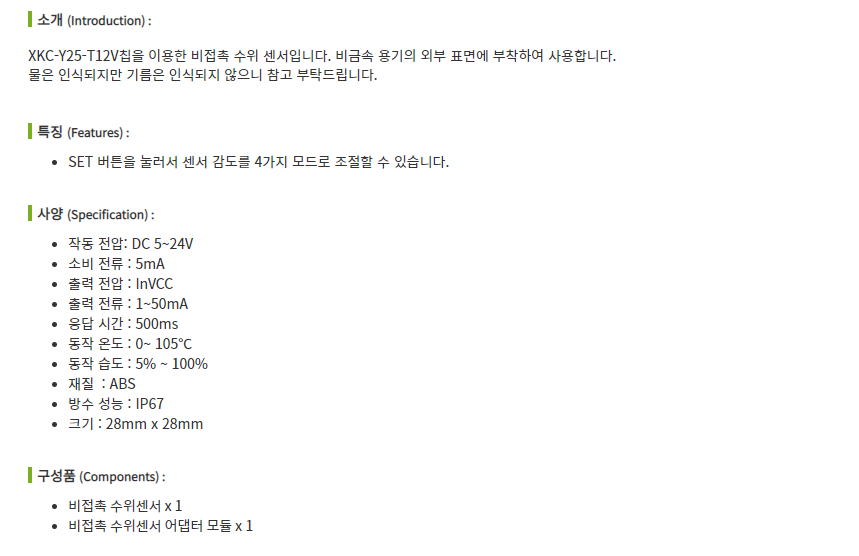 소개 (Introduction) :
XKC-Y25-T12V칩을 이용한 비접촉 수위 센서입니다. 비금속 용기의 외부 표면에 부착하여 사용합니다.
물은 인식되지만 기름은 인식되지 않으니 참고 부탁드립니다.
특징 (Features) :
SET 버튼을 눌러서 센서 감도를 4가지 모드로 조절할 수 있습니다.
사양 (Specification) :
작동 전압: DC 5~24V
소비 전류 : 5mA
출력 전압 : InVCC
출력 전류 : 1~50mA
응답 시간 : 500ms
동작 온도 : 0~ 105℃
동작 습도 : 5% ~ 100%
재질 : ABS
방수 성능 : IP67
크기 : 28mm x 28mm
구성품 (Components) :
비접촉 수위센서 x 1
비접촉 수위센서 어댑터 모듈 x 1